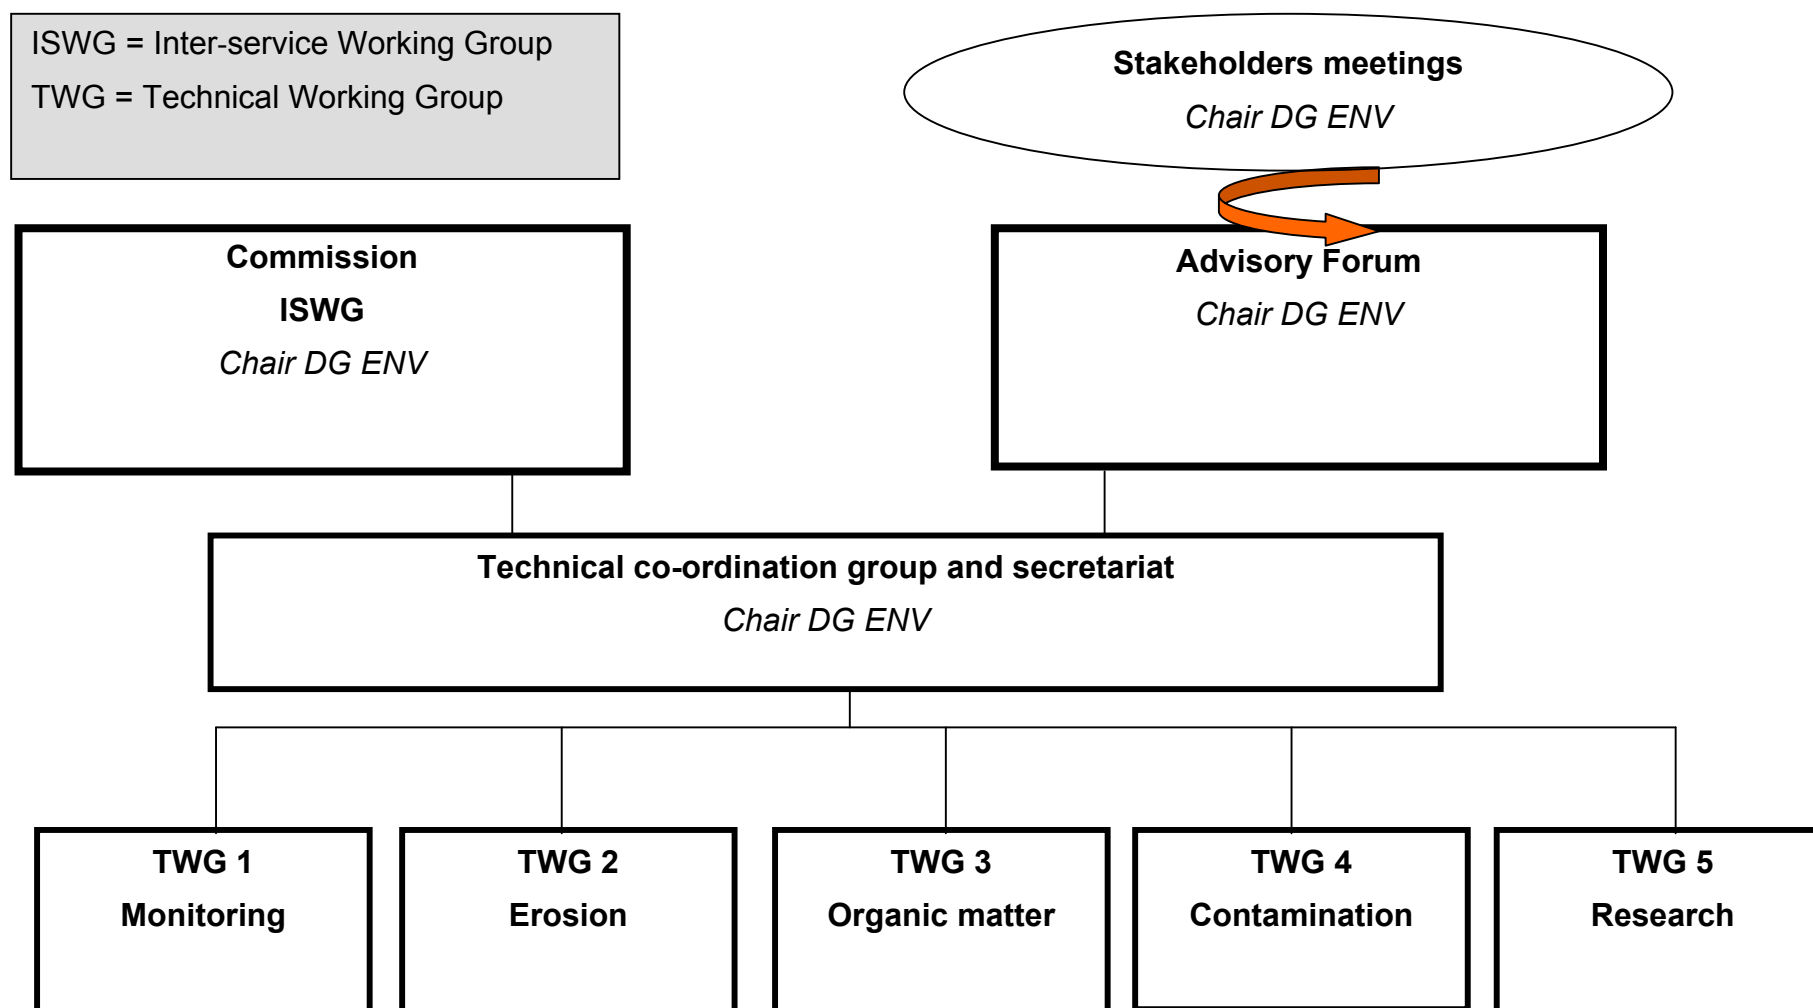 ISWG = Inter-service Working Group
TWG = Technical Working Group
Stakeholders meetings
Chair DG ENV
Commission
ISWG
Chair DG ENV
Advisory Forum
Chair DG ENV
Technical co-ordination group and secretariat
Chair DG ENV
TWG 1
Monitoring
TWG 2
Erosion
TWG 3
Organic matter
TWG 4
Contamination
TWG 5
Research